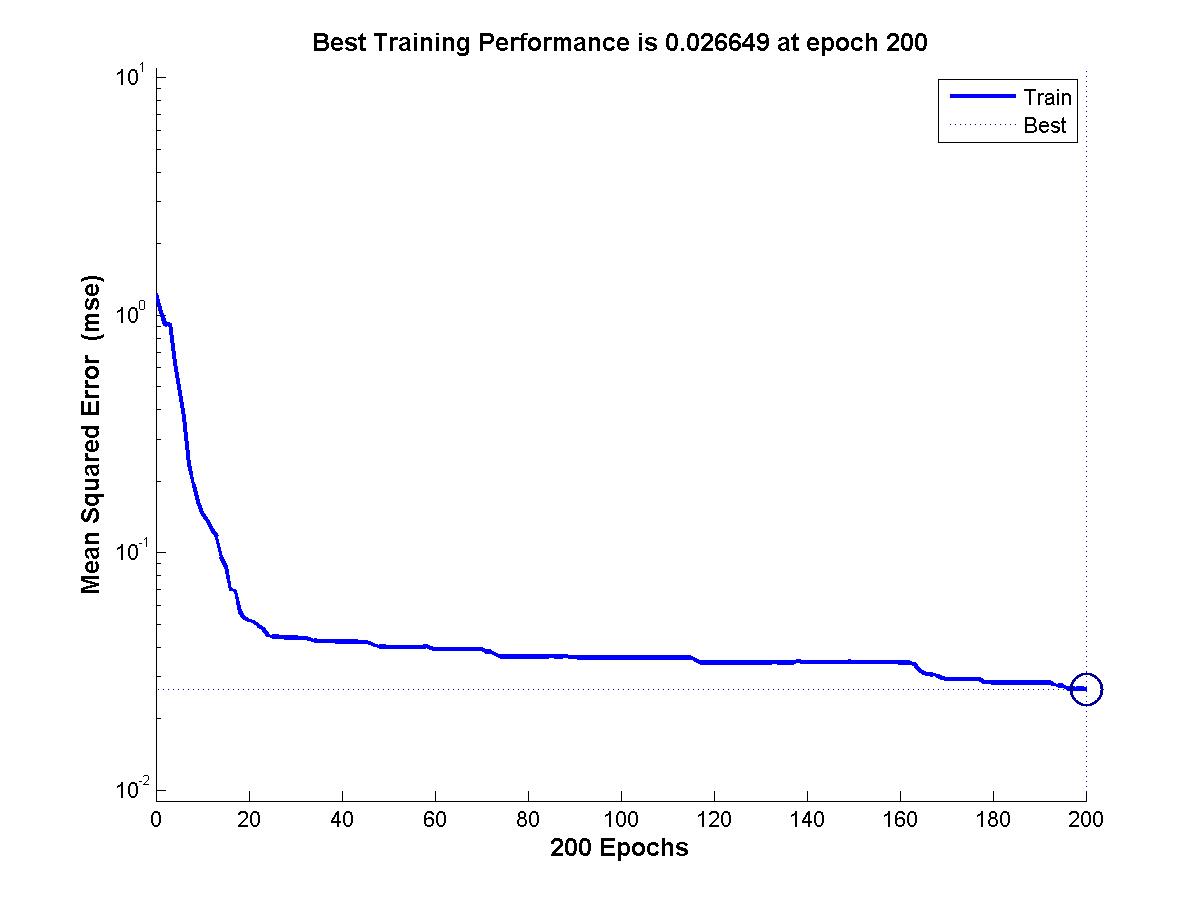 Best Training Performance is 0.026649 at epoch 200
Train
Best
Mean Squared Error (mse)
10^1
10^0
10^-1
10^-2
0 20 40 60 80 100 120 140 160 180 200
200 Epochs